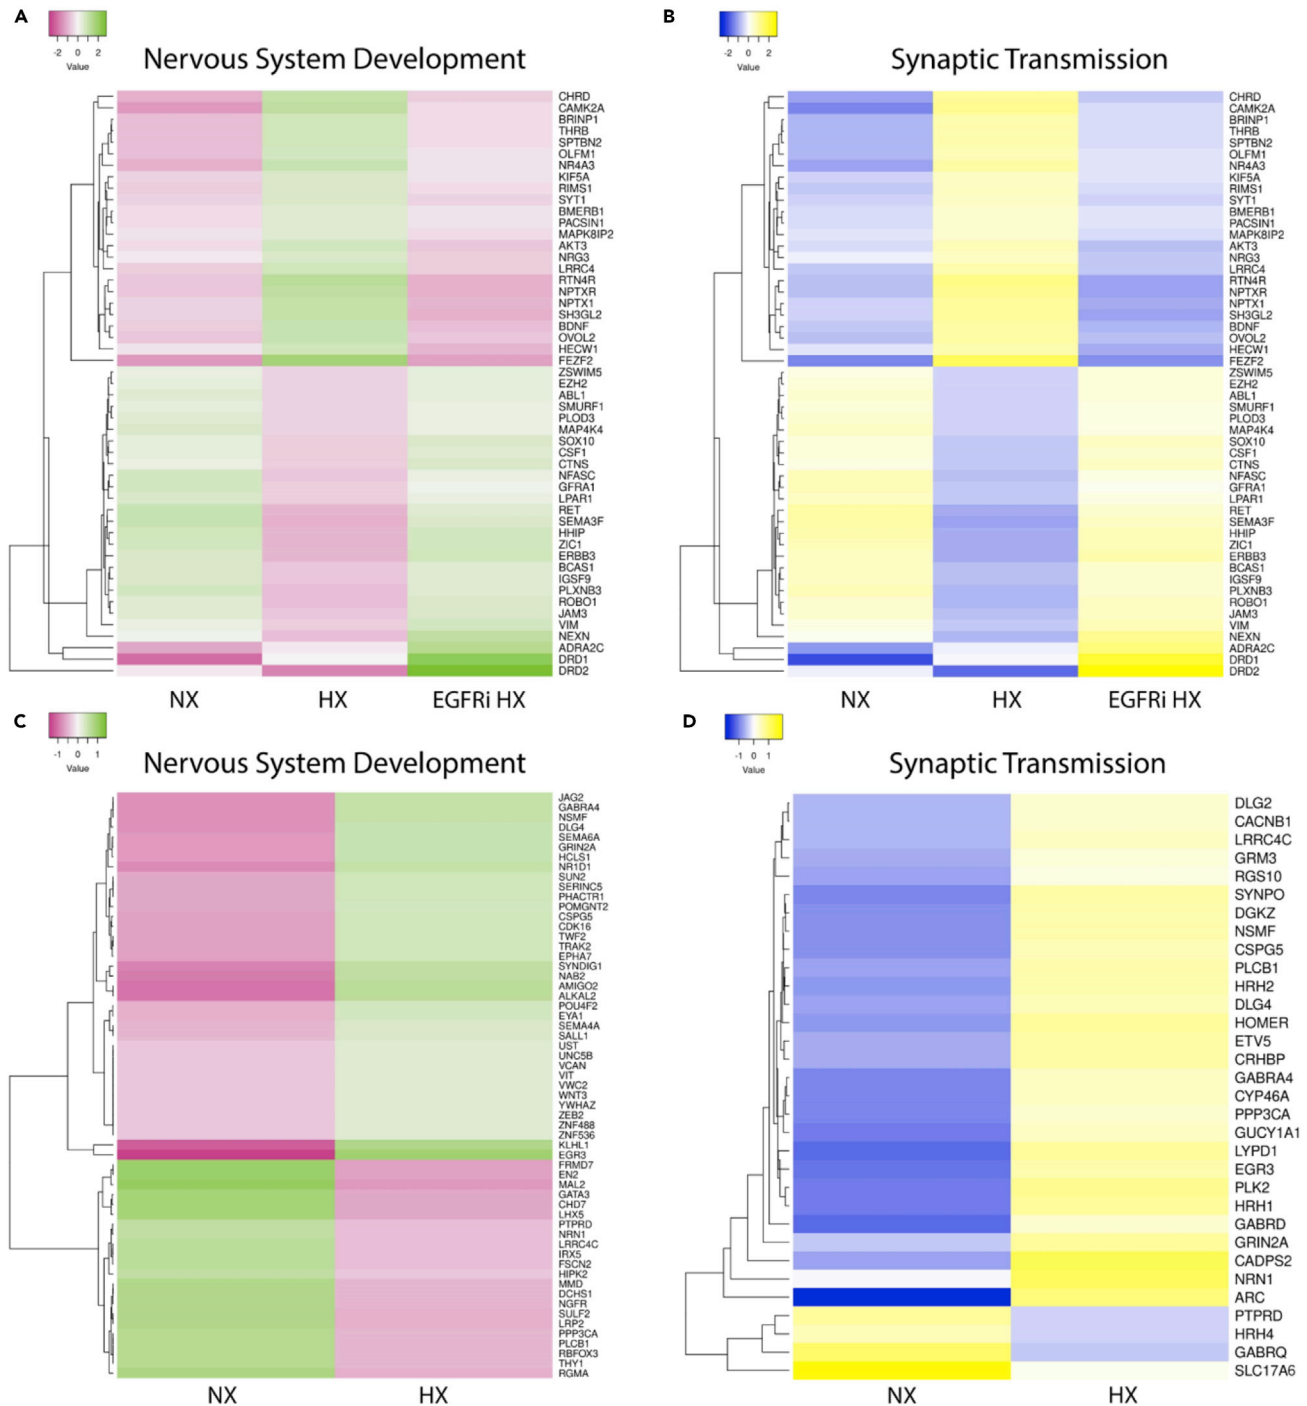 A
-2 0 2
Value
Nervous System Development
CHRD
CAMK2A
BRINP1
THRB
SPTBN2
OLFM1
NR4A3
KIF5A
RIMS1
SYT1
BMERB1
PACSIN1
MAPK8IP2
AKT3
NRG3
LRRC4
RTN4R
NPTXR
NPTX1
SH3GL2
BDNF
OVOL2
HECW1
FEZF2
ZSWIM5
EZH2
ABL1
SMURF1
PLOD3
MAP4K4
SOX10
CSF1
CTNS
NFASC
GFRA1
LPAR1
RET
SEMA3F
HHIP
ZIC1
ERBB3
BCAS1
IGSF9
PLXNB3
ROBO1
JAM3
VIM
NEXN
ADRA2C
DRD1
DRD2
NX HX EGFRi HX
B
-2 0 2
Value
Synaptic Transmission
CHRD
CAMK2A
BRINP1
THRB
SPTBN2
OLFM1
NR4A3
KIF5A
RIMS1
SYT1
BMERB1
PACSIN1
MAPK8IP2
AKT3
NRG3
LRRC4
RTN4R
NPTXR
NPTX1
SH3GL2
BDNF
OVOL2
HECW1
FEZF2
ZSWIM5
EZH2
ABL1
SMURF1
PLOD3
MAP4K4
SOX10
CSF1
CTNS
NFASC
GFRA1
LPAR1
RET
SEMA3F
HHIP
ZIC1
ERBB3
BCAS1
IGSF9
PLXNB3
ROBO1
JAM3
VIM
NEXN
ADRA2C
DRD1
DRD2
NX HX EGFRi HX
C
-1 0 1
Value
Nervous System Development
JAG2
GABRA4
NSMF
DLG4
SEMA6A
GRIN2A
HCLS1
NR1D1
SUN2
SERINC5
PHACTR1
POMGNT2
CSPG5
CDK16
TWF2
TRAK2
EPHA7
SYNDIG1
NAB2
AMIGO2
ALKAL2
POU4F2
EYA1
SEMA4A
SALL1
UST
UNC5B
VCAN
VIT
VWC2
WNT3
YWHAZ
ZEB2
ZNF488
ZNF536
KLHL1
EGR3
FRMD7
EN2
MAL2
GATA3
CHD7
LHX5
PTPRD
NRN1
LRRC4C
IRX5
FSCN2
HIPK2
MMD
DCHS1
NGFR
SULF2
LRP2
PPP3CA
PLCB1
RBFOX3
THY1
RGMA
NX HX
D
-1 0 1
Value
Synaptic Transmission
DLG2
CACNB1
LRRC4C
GRM3
RGS10
SYNPO
DGKZ
NSMF
CSPG5
PLCB1
HRH2
DLG4
HOMER
ETV5
CRHBP
GABRA4
CYP46A
PPP3CA
GUCY1A1
LYPD1
EGR3
PLK2
HRH1
GABRD
GRIN2A
CADPS2
NRN1
ARC
PTPRD
HRH4
GABRQ
SLC17A6
NX HX